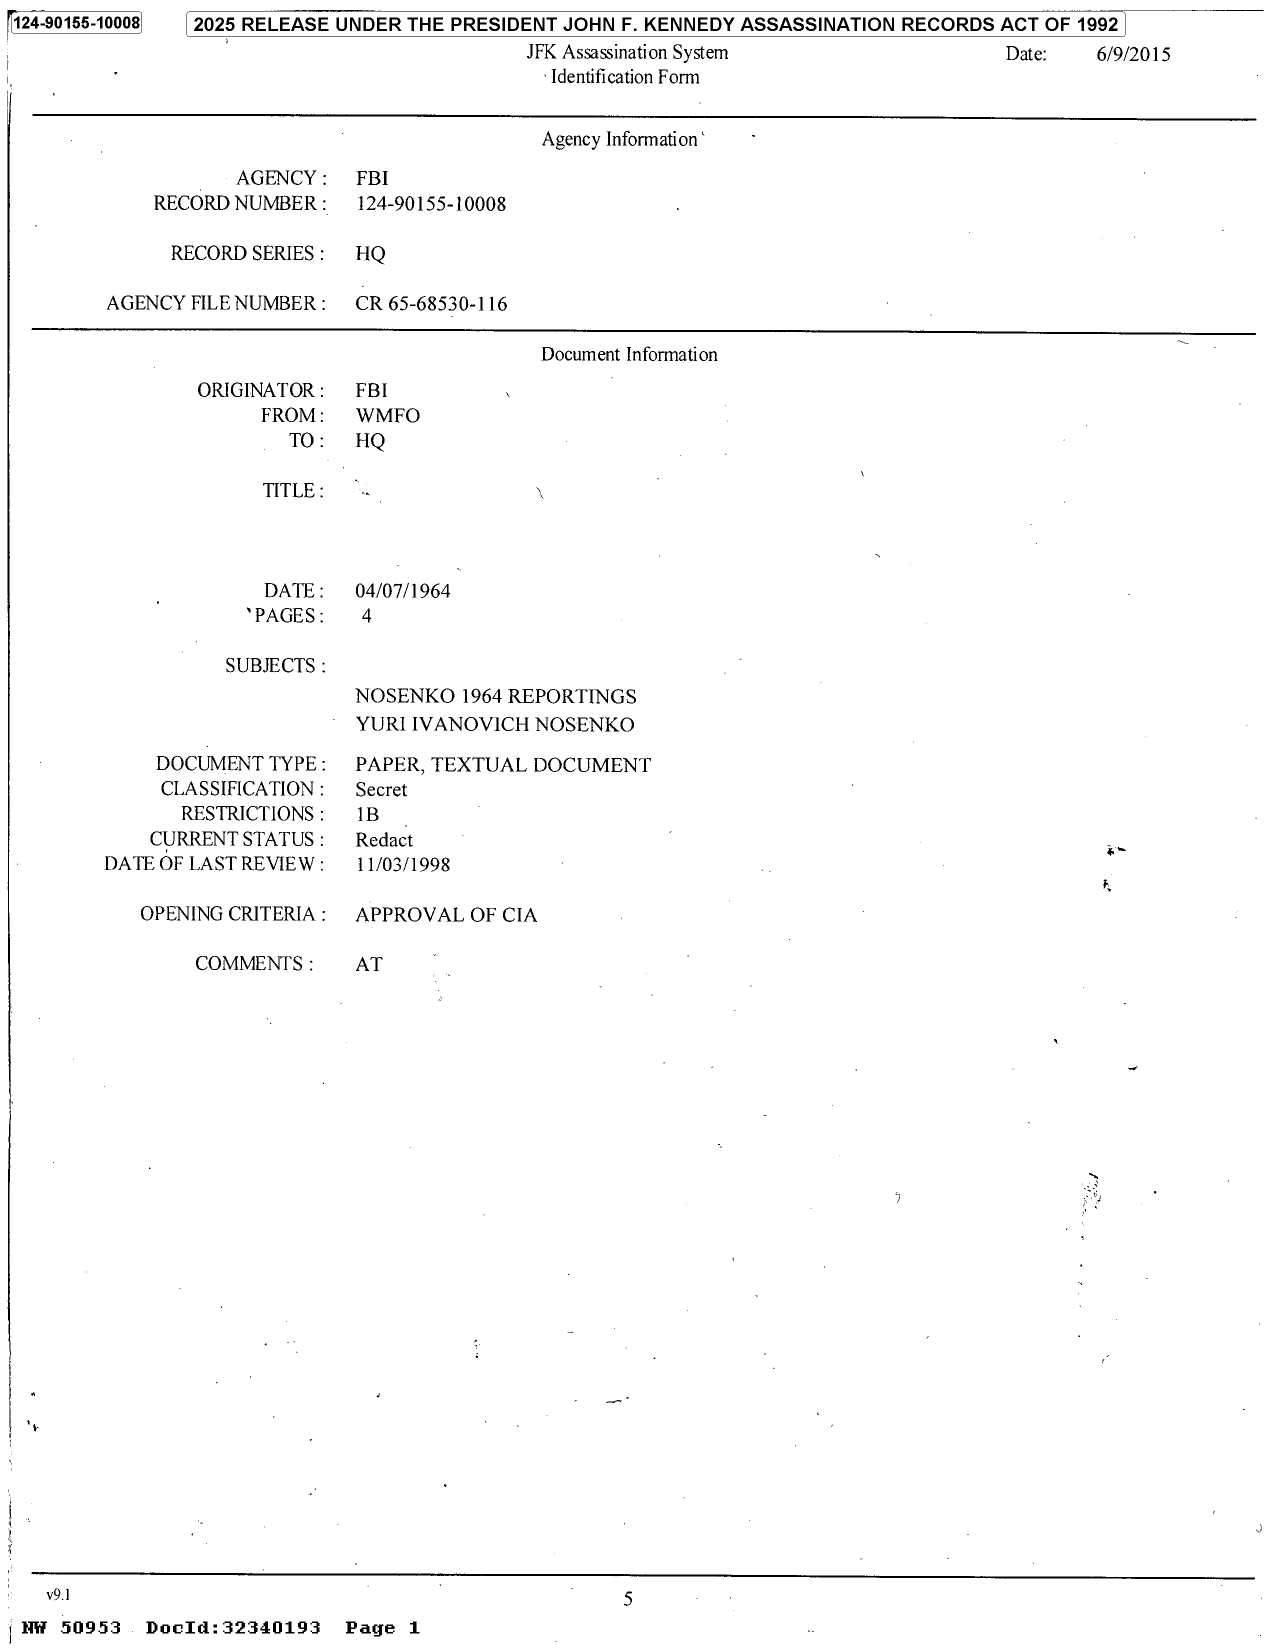 124-90155-10008
2025 RELEASE UNDER THE PRESIDENT JOHN F. KENNEDY ASSASSINATION RECORDS ACT OF 1992
JFK Assassination System
Date: 6/9/2015
Identification Form
Agency Information
AGENCY : FBI
RECORD NUMBER : 124-90155-10008
RECORD SERIES : HQ
AGENCY FILE NUMBER : CR 65-68530-116
Document Information
ORIGINATOR : FBI
FROM : WMFO
TO : HQ
TITLE :
DATE : 04/07/1964
PAGES : 4
SUBJECTS :
NOSENKO 1964 REPORTINGS
YURI IVANOVICH NOSENKO
DOCUMENT TYPE : PAPER, TEXTUAL DOCUMENT
CLASSIFICATION : Secret
RESTRICTIONS : 1B
CURRENT STATUS : Redact
DATE OF LAST REVIEW : 11/03/1998
OPENING CRITERIA : APPROVAL OF CIA
COMMENTS : AT
v9.1
5
NW 50953 DocId:32340193 Page 1